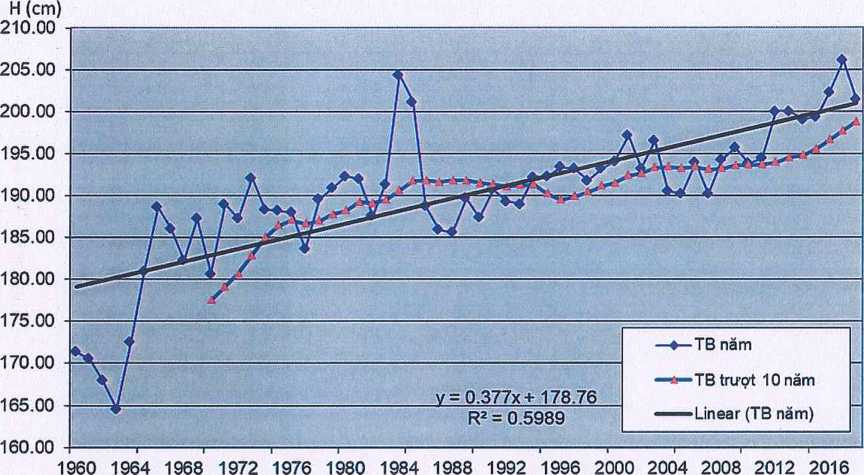 H (cm)
210.00
205.00
200.00
195.00
190.00
185.00
180.00
175.00
170.00
165.00
160.00
TB năm
TB trượt 10 năm
Linear (TB năm)
y = 0.377x + 178.76
R² = 0.5989
1960 1964 1968 1972 1976 1980 1984 1988 1992 1996 2000 2004 2008 2012 2016